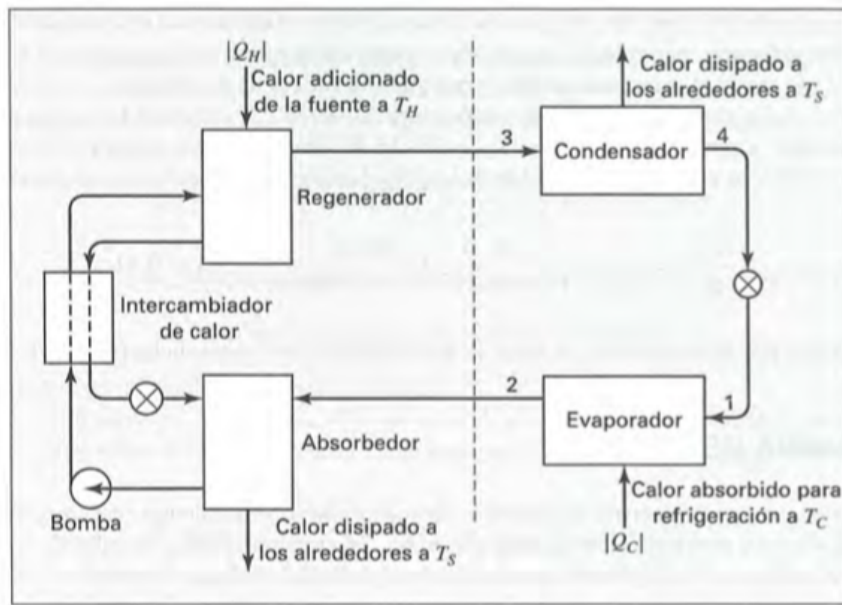 |Q_H|
Calor adicionado
de la fuente a T_H
Regenerador
3
Calor disipado a
los alrededores a T_S
Condensador
4
Intercambiador
de calor
Absorbedor
Bomba
Calor disipado a
los alrededores a T_S
2
Evaporador
1
Calor absorbido para
refrigeración a T_C
|Q_C|